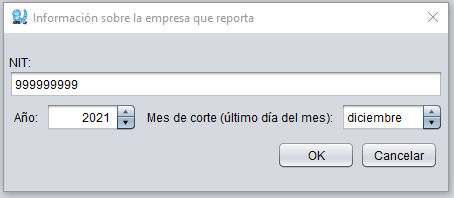 Información sobre la empresa que reporta
NIT:
999999999
Año: 2021 Mes de corte (último día del mes): diciembre
OK Cancelar